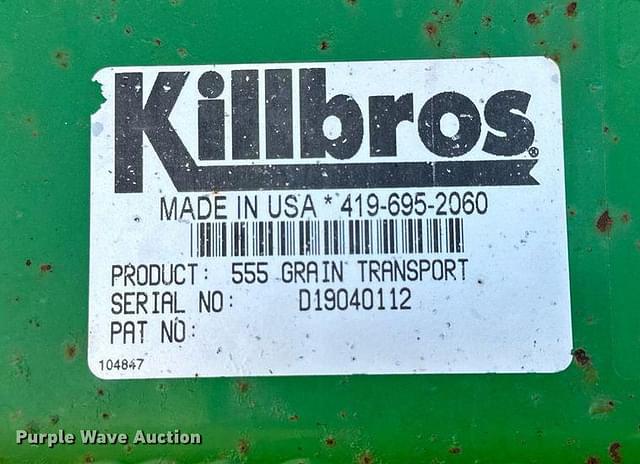 Killbros®
MADE IN USA * 419-695-2060
PRODUCT: 555 GRAIN TRANSPORT
SERIAL NO: D19040112
PAT NO:
104847
Purple Wave Auction